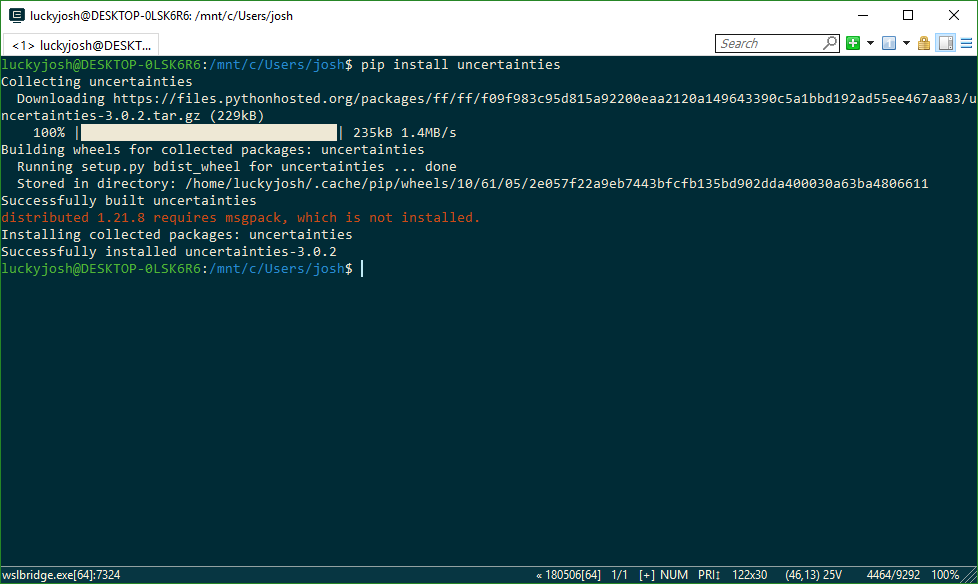 luckyjosh@DESKTOP-0LSK6R6: /mnt/c/Users/josh
<1> luckyjosh@DESKT...
Search
luckyjosh@DESKTOP-0LSK6R6:/mnt/c/Users/josh$ pip install uncertainties
Collecting uncertainties
  Downloading https://files.pythonhosted.org/packages/ff/ff/f09f983c95d815a92200eaa2120a149643390c5a1bbd192ad55ee467aa83/u
ncertainties-3.0.2.tar.gz (229kB)
    100% |████████████████████████████████| 235kB 1.4MB/s
Building wheels for collected packages: uncertainties
  Running setup.py bdist_wheel for uncertainties ... done
  Stored in directory: /home/luckyjosh/.cache/pip/wheels/10/61/05/2e057f22a9eb7443bfcfb135bd902dda400030a63ba4806611
Successfully built uncertainties
distributed 1.21.8 requires msgpack, which is not installed.
Installing collected packages: uncertainties
Successfully installed uncertainties-3.0.2
luckyjosh@DESKTOP-0LSK6R6:/mnt/c/Users/josh$
wslbridge.exe[64]:7324 « 180506[64] 1/1 [+] NUM PRI↕ 122x30 (46,13) 25V 4464/9292 100%